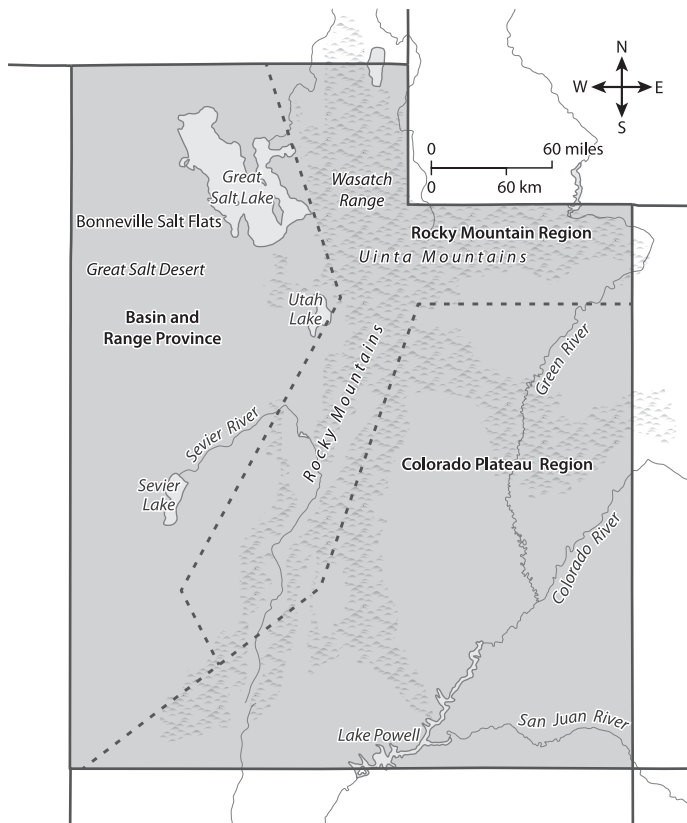 N
W
E
S
0
60 miles
0
60 km
Great
Salt Lake
Wasatch
Range
Bonneville Salt Flats
Rocky Mountain Region
Uinta Mountains
Great Salt Desert
Utah
Lake
Basin and
Range Province
Green River
Rocky Mountains
Sevier River
Colorado Plateau Region
Sevier
Lake
Colorado River
San Juan River
Lake Powell